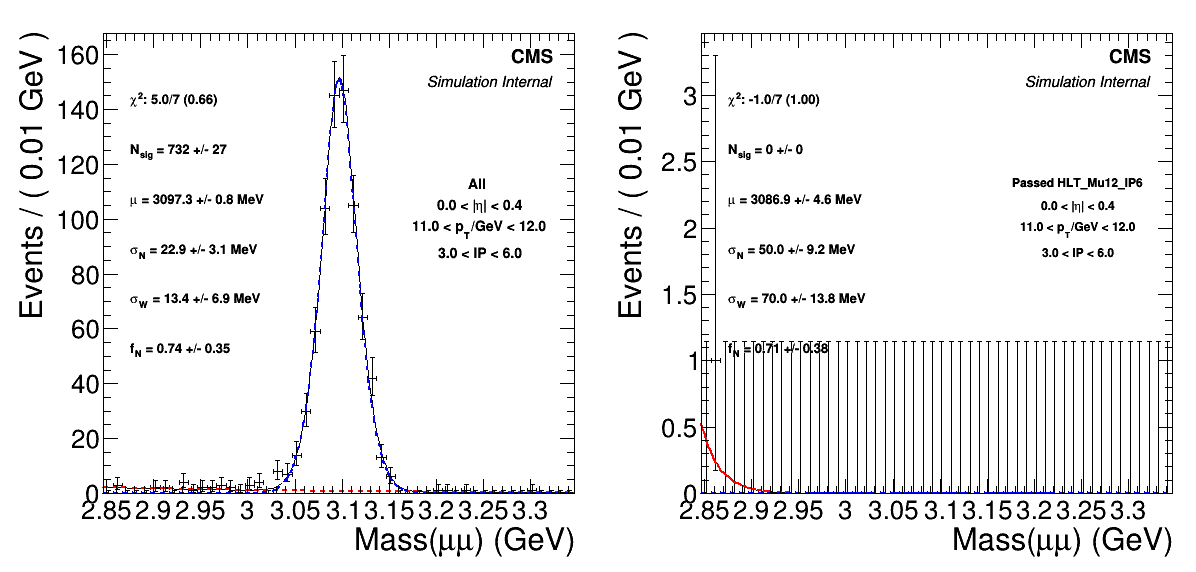 CMS
Simulation Internal
χ²: 5.0/7 (0.66)
N_sig = 732 +/- 27
μ = 3097.3 +/- 0.8 MeV
σ_N = 22.9 +/- 3.1 MeV
σ_W = 13.4 +/- 6.9 MeV
f_N = 0.74 +/- 0.35
All
0.0 < |η| < 0.4
11.0 < p_T/GeV < 12.0
3.0 < IP < 6.0
Events / ( 0.01 GeV )
160
140
120
100
80
60
40
20
0
2.85 2.9 2.95 3 3.05 3.1 3.15 3.2 3.25 3.3
Mass(μμ) (GeV)
CMS
Simulation Internal
χ²: -1.0/7 (1.00)
N_sig = 0 +/- 0
μ = 3086.9 +/- 4.6 MeV
σ_N = 50.0 +/- 9.2 MeV
σ_W = 70.0 +/- 13.8 MeV
f_N = 0.71 +/- 0.38
Passed HLT_Mu12_IP6
0.0 < |η| < 0.4
11.0 < p_T/GeV < 12.0
3.0 < IP < 6.0
Events / ( 0.01 GeV )
3
2.5
2
1.5
1
0.5
0
2.85 2.9 2.95 3 3.05 3.1 3.15 3.2 3.25 3.3
Mass(μμ) (GeV)